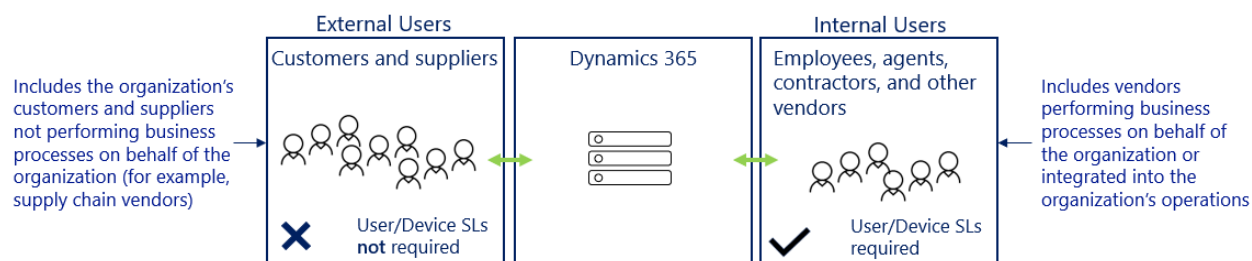 External Users
Internal Users
Customers and suppliers
Dynamics 365
Employees, agents,
contractors, and other
vendors
Includes the organization's
customers and suppliers
not performing business
processes on behalf of the
organization (for example,
supply chain vendors)
Includes vendors
performing business
processes on behalf of
the organization or
integrated into the
organization's operations
User/Device SLs
not required
User/Device SLs
required